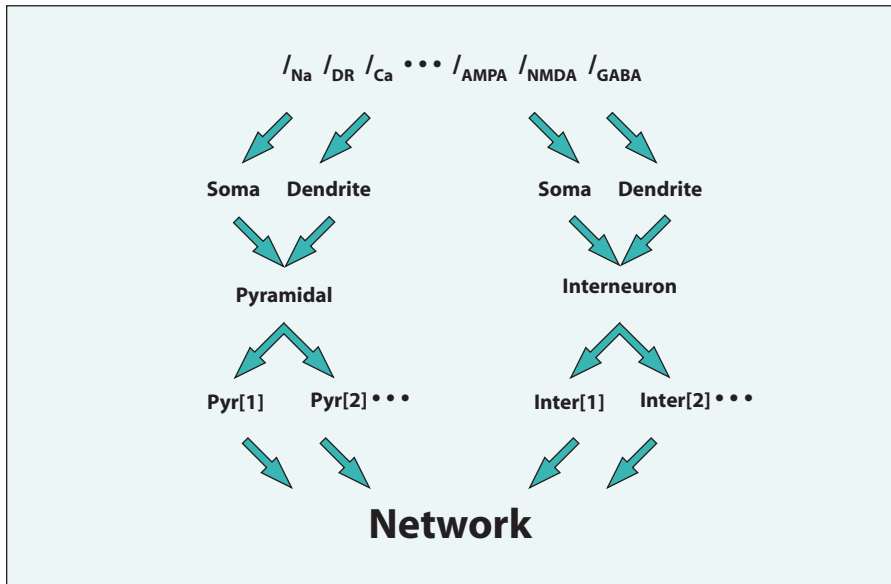 I_Na I_DR I_Ca ••• I_AMPA I_NMDA I_GABA
Soma Dendrite Soma Dendrite
Pyramidal Interneuron
Pyr[1] Pyr[2]••• Inter[1] Inter[2]•••
Network